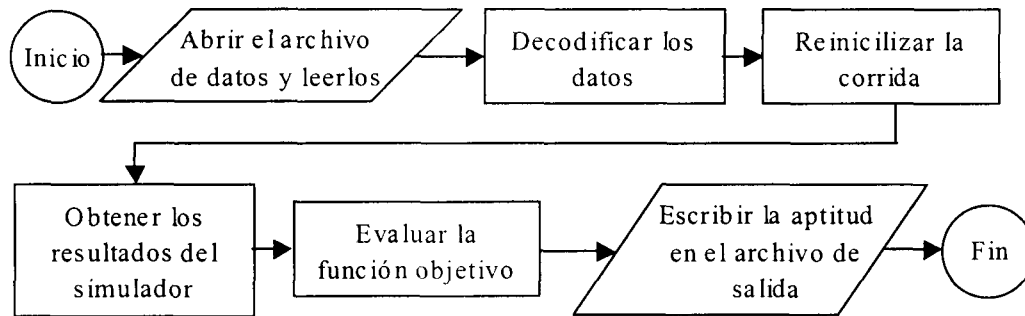 Inicio
Abrir el archivo
de datos y leerlos
Decodificar los
datos
Reinicilizar la
corrida
Obtener los
resultados del
simulador
Evaluar la
función objetivo
Escribir la aptitud
en el archivo de
salida
Fin